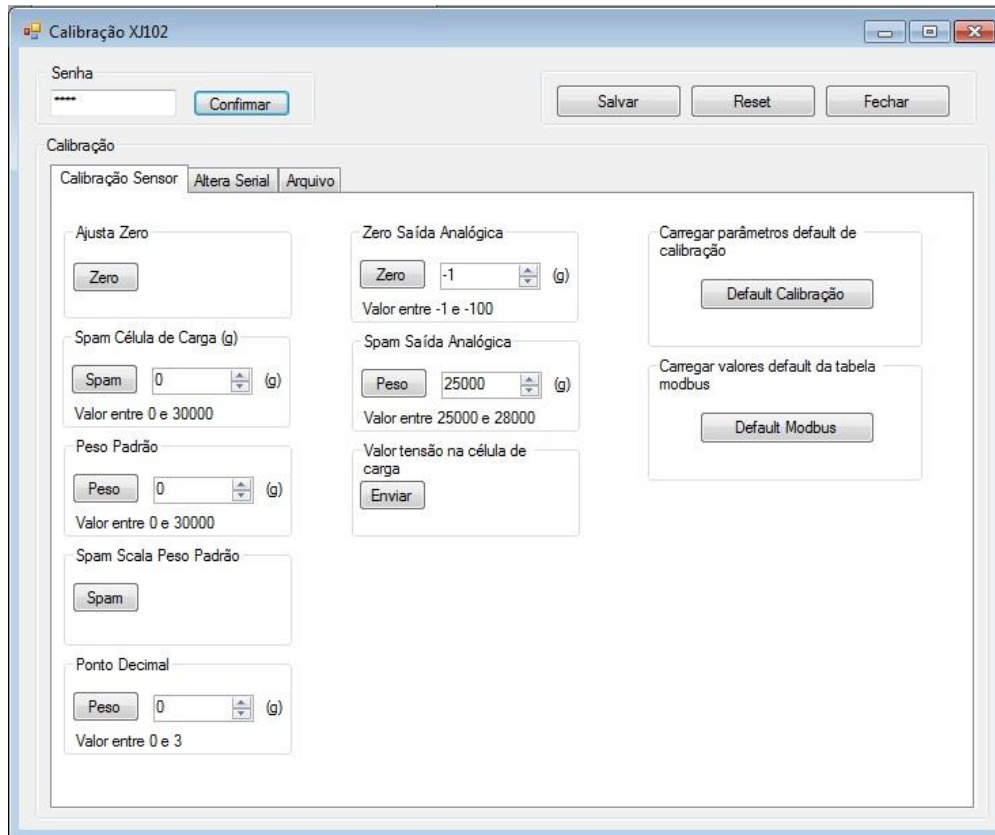 Calibração XJ102
Senha
****
Confirmar
Salvar
Reset
Fechar
Calibração
Calibração Sensor
Altera Serial
Arquivo
Ajusta Zero
Zero
Spam Célula de Carga (g)
Spam
0
(g)
Valor entre 0 e 30000
Peso Padrão
Peso
0
(g)
Valor entre 0 e 30000
Spam Scala Peso Padrão
Spam
Ponto Decimal
Peso
0
(g)
Valor entre 0 e 3
Zero Saída Analógica
Zero
-1
(g)
Valor entre -1 e -100
Spam Saída Analógica
Peso
25000
(g)
Valor entre 25000 e 28000
Valor tensão na célula de
carga
Enviar
Carregar parâmetros default de
calibração
Default Calibração
Carregar valores default da tabela
modbus
Default Modbus